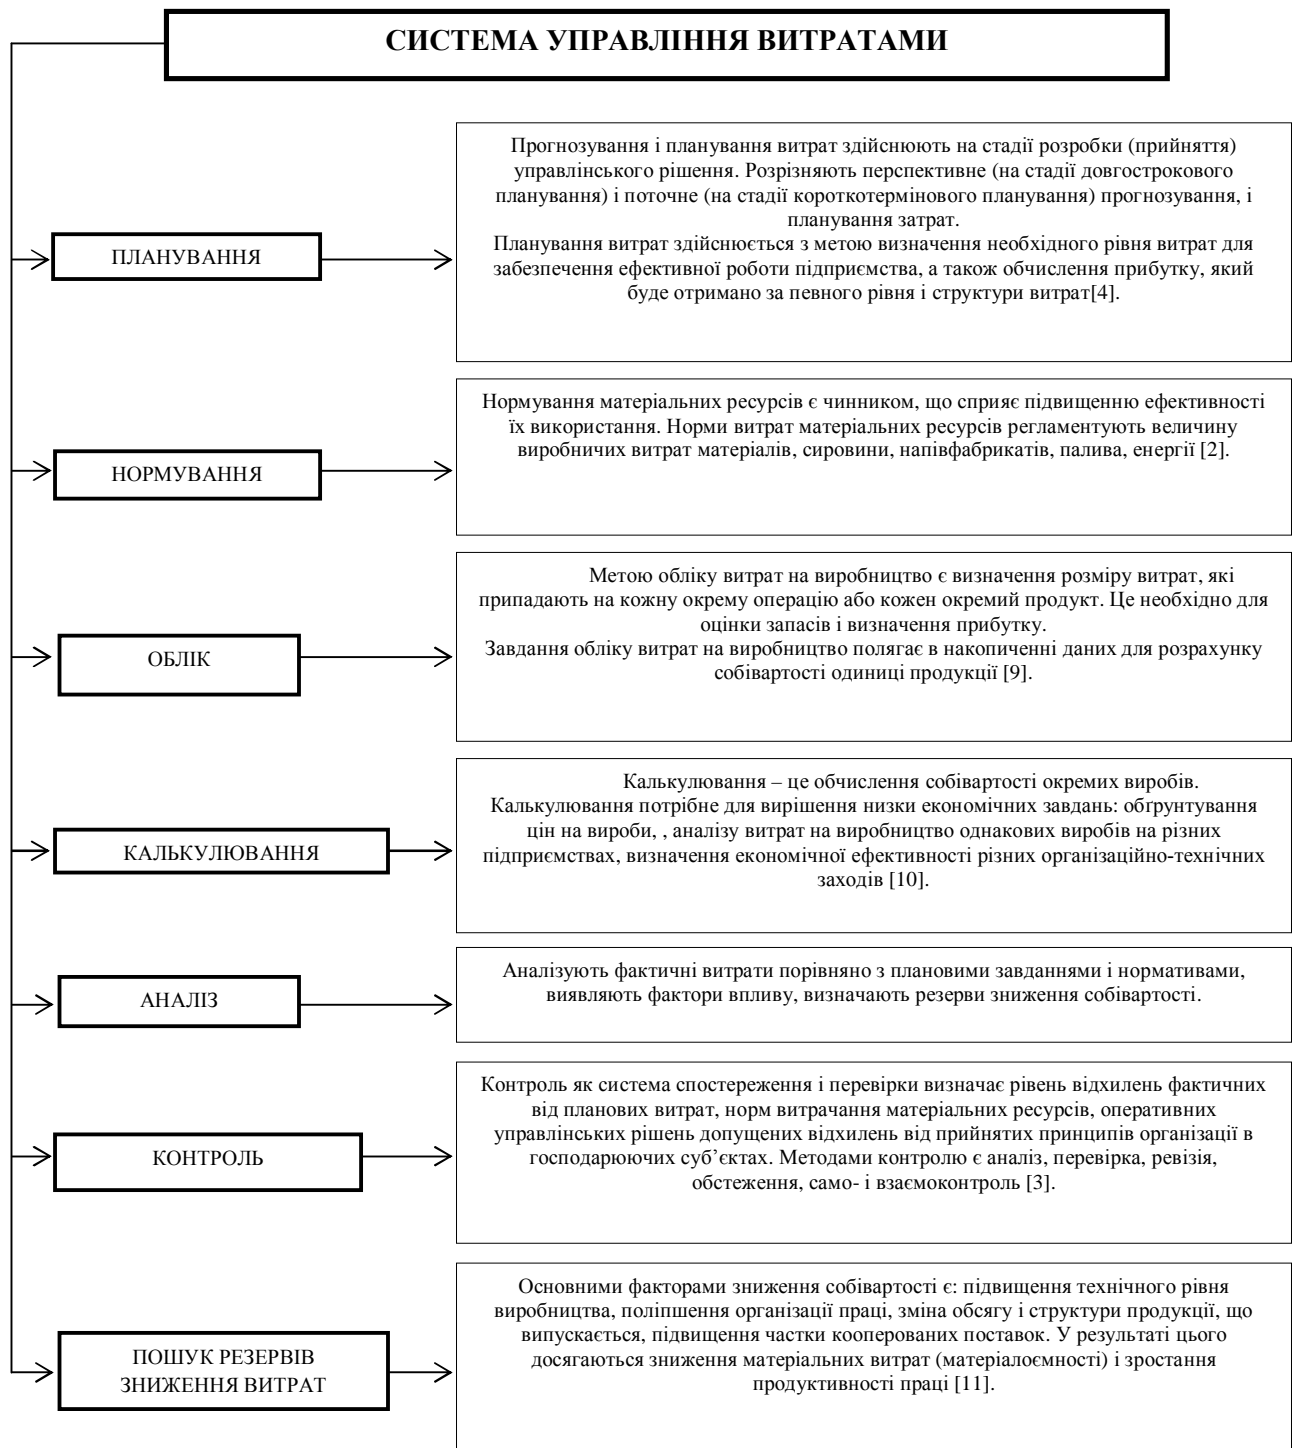 СИСТЕМА УПРАВЛІННЯ ВИТРАТАМИ
ПЛАНУВАННЯ
Прогнозування і планування витрат здійснюють на стадії розробки (прийняття)
управлінського рішення. Розрізняють перспективне (на стадії довгострокового
планування) і поточне (на стадії короткотермінового планування) прогнозування, і
планування затрат.
Планування витрат здійснюється з метою визначення необхідного рівня витрат для
забезпечення ефективної роботи підприємства, а також обчислення прибутку, який
буде отримано за певного рівня і структури витрат[4].
НОРМУВАННЯ
Нормування матеріальних ресурсів є чинником, що сприяє підвищенню ефективності
їх використання. Норми витрат матеріальних ресурсів регламентують величину
виробничих витрат матеріалів, сировини, напівфабрикатів, палива, енергії [2].
ОБЛІК
Метою обліку витрат на виробництво є визначення розміру витрат, які
припадають на кожну окрему операцію або кожен окремий продукт. Це необхідно для
оцінки запасів і визначення прибутку.
Завдання обліку витрат на виробництво полягає в накопиченні даних для розрахунку
собівартості одиниці продукції [9].
КАЛЬКУЛЮВАННЯ
Калькулювання – це обчислення собівартості окремих виробів.
Калькулювання потрібне для вирішення низки економічних завдань: обґрунтування
цін на вироби, , аналізу витрат на виробництво однакових виробів на різних
підприємствах, визначення економічної ефективності різних організаційно-технічних
заходів [10].
АНАЛІЗ
Аналізують фактичні витрати порівняно з плановими завданнями і нормативами,
виявляють фактори впливу, визначають резерви зниження собівартості.
КОНТРОЛЬ
Контроль як система спостереження і перевірки визначає рівень відхилень фактичних
від планових витрат, норм витрачання матеріальних ресурсів, оперативних
управлінських рішень допущених відхилень від прийнятих принципів організації в
господарюючих суб’єктах. Методами контролю є аналіз, перевірка, ревізія,
обстеження, само- і взаємоконтроль [3].
ПОШУК РЕЗЕРВІВ
ЗНИЖЕННЯ ВИТРАТ
Основними факторами зниження собівартості є: підвищення технічного рівня
виробництва, поліпшення організації праці, зміна обсягу і структури продукції, що
випускається, підвищення частки кооперованих поставок. У результаті цього
досягаються зниження матеріальних витрат (матеріалоємності) і зростання
продуктивності праці [11].